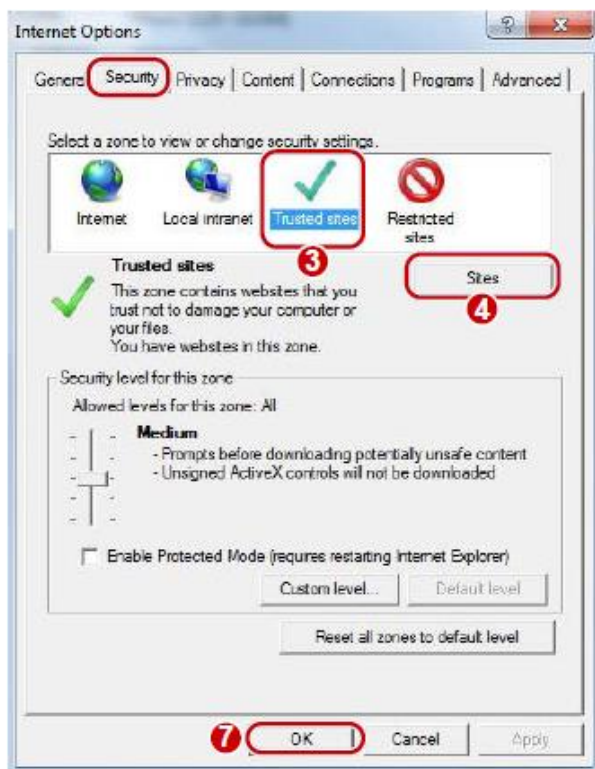 Internet Options
General Security Privacy Content Connections Programs Advanced
Select a zone to view or change security settings.
Internet Local intranet Trusted sites Restricted sites
3
Trusted sites
Sites
4
This zone contains websites that you
trust not to damage your computer or
your files.
You have websites in this zone.
Security level for this zone
Allowed levels for this zone: All
Medium
- Prompts before downloading potentially unsafe content
- Unsigned ActiveX controls will not be downloaded
Enable Protected Mode (requires restarting Internet Explorer)
Custom level... Default level
Reset all zones to default level
7 OK Cancel Apply